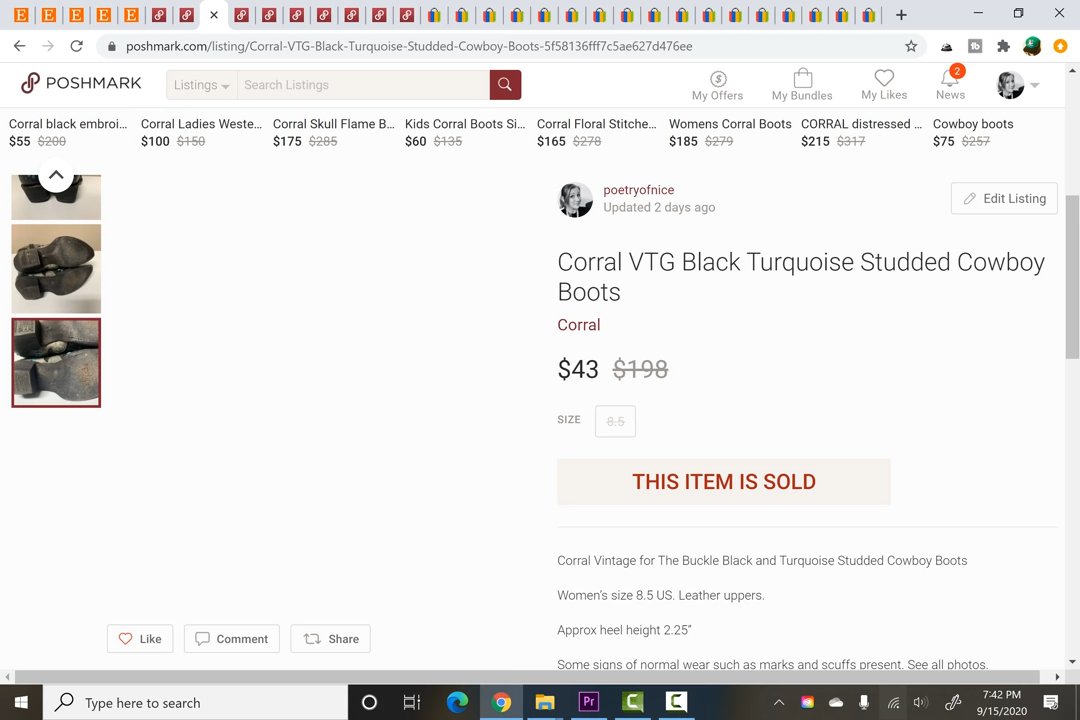 poshmark.com/listing/Corral-VTG-Black-Turquoise-Studded-Cowboy-Boots-5f58136fff7c5ae627d476ee
POSHMARK
Listings
Search Listings
My Offers
My Bundles
My Likes
2
News
Corral black embroi... Corral Ladies Weste... Corral Skull Flame B... Kids Corral Boots Si... Corral Floral Stitche... Womens Corral Boots CORRAL distressed ... Cowboy boots
$55 $200 $100 $150 $175 $285 $60 $135 $165 $278 $185 $279 $215 $317 $75 $257
poetryofnice
Updated 2 days ago
Edit Listing
Corral VTG Black Turquoise Studded Cowboy
Boots
Corral
$43 $198
SIZE 8.5
THIS ITEM IS SOLD
Corral Vintage for The Buckle Black and Turquoise Studded Cowboy Boots
Women's size 8.5 US. Leather uppers.
Approx heel height 2.25”
Like Comment Share
Some signs of normal wear such as marks and scuffs present. See all photos.
Type here to search
7:42 PM
9/15/2020